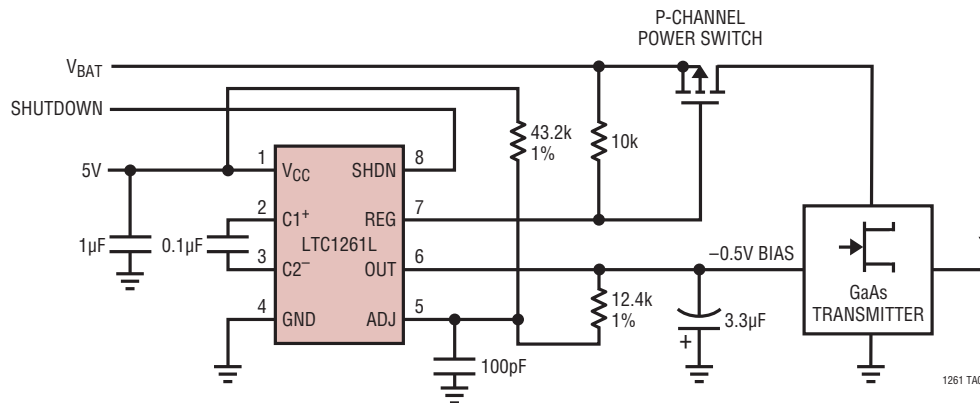 P-CHANNEL
POWER SWITCH
VBAT
SHUTDOWN
43.2k
1%
10k
5V
1
VCC
SHDN
8
2
C1+
REG
7
1µF
0.1µF
LTC1261L
3
C2−
OUT
6
−0.5V BIAS
4
GND
ADJ
5
12.4k
1%
3.3µF
+
100pF
GaAs
TRANSMITTER